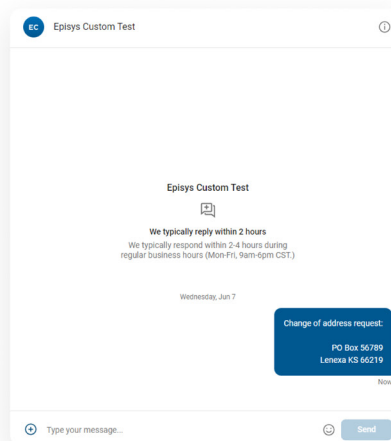 EC Episys Custom Test
Episys Custom Test
We typically reply within 2 hours
We typically respond within 2-4 hours during
regular business hours (Mon-Fri, 9am-6pm CST.)
Wednesday, Jun 7
Change of address request:
PO Box 56789
Lenexa KS 66219
Now
Type your message...
Send